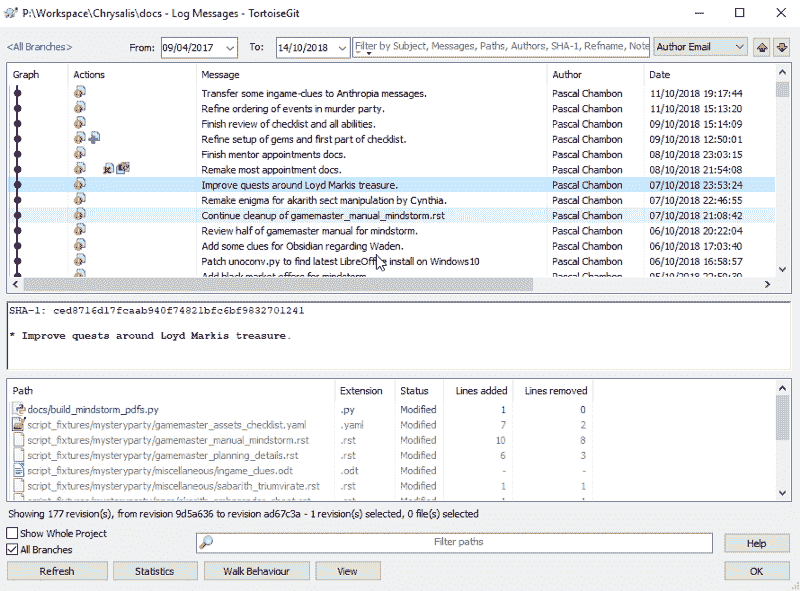 P:\Workspace\Chrysalis\docs - Log Messages - TortoiseGit
<All Branches> From: 09/04/2017 To: 14/10/2018 Filter by Subject, Messages, Paths, Authors, SHA-1, Refname, Note Author Email
Graph Actions Message Author Date
Transfer some ingame-clues to Anthropia messages. Pascal Chambon 11/10/2018 19:17:44
Refine ordering of events in murder party. Pascal Chambon 11/10/2018 15:13:20
Finish review of checklist and all abilities. Pascal Chambon 09/10/2018 15:14:09
Refine setup of gems and first part of checklist. Pascal Chambon 09/10/2018 12:50:01
Finish mentor appointments docs. Pascal Chambon 08/10/2018 23:03:15
Remake most appointment docs. Pascal Chambon 08/10/2018 21:54:08
Improve quests around Loyd Markis treasure. Pascal Chambon 07/10/2018 23:53:24
Remake enigma for akarith sect manipulation by Cynthia. Pascal Chambon 07/10/2018 22:46:55
Continue cleanup of gamemaster_manual_mindstorm.rst Pascal Chambon 07/10/2018 21:08:42
Review half of gamemaster manual for mindstorm. Pascal Chambon 06/10/2018 20:22:04
Add some clues for Obsidian regarding Waden. Pascal Chambon 06/10/2018 17:03:40
Patch unoconv.py to find latest LibreOffice install on Windows10 Pascal Chambon 06/10/2018 16:58:57
Add black market offers for mindstorm Pascal Chambon 05/10/2018 22:59:39
SHA-1: ced8716d17fcaab940f74821bfc6bf9832701241
* Improve quests around Loyd Markis treasure.
Path Extension Status Lines added Lines removed
docs/build_mindstorm_pdfs.py .py Modified 1 0
script_fixtures/mysteryparty/gamemaster_assets_checklist.yaml .yaml Modified 7 2
script_fixtures/mysteryparty/gamemaster_manual_mindstorm.rst .rst Modified 10 8
script_fixtures/mysteryparty/gamemaster_planning_details.rst .rst Modified 6 3
script_fixtures/mysteryparty/miscellaneous/ingame_clues.odt .odt Modified - -
script_fixtures/mysteryparty/miscellaneous/sabarith_triumvirate.rst .rst Modified 1 1
Showing 177 revision(s), from revision 9d5a636 to revision ad67c3a - 1 revision(s) selected, 0 file(s) selected
Show Whole Project
All Branches Filter paths Help
Refresh Statistics Walk Behaviour View OK